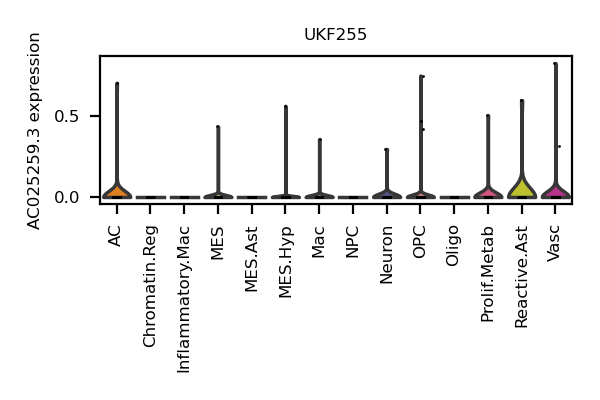 UKF255
AC025259.3 expression
0.5
0.0
AC
Chromatin.Reg
Inflammatory.Mac
MES
MES.Ast
MES.Hyp
Mac
NPC
Neuron
OPC
Oligo
Prolif.Metab
Reactive.Ast
Vasc